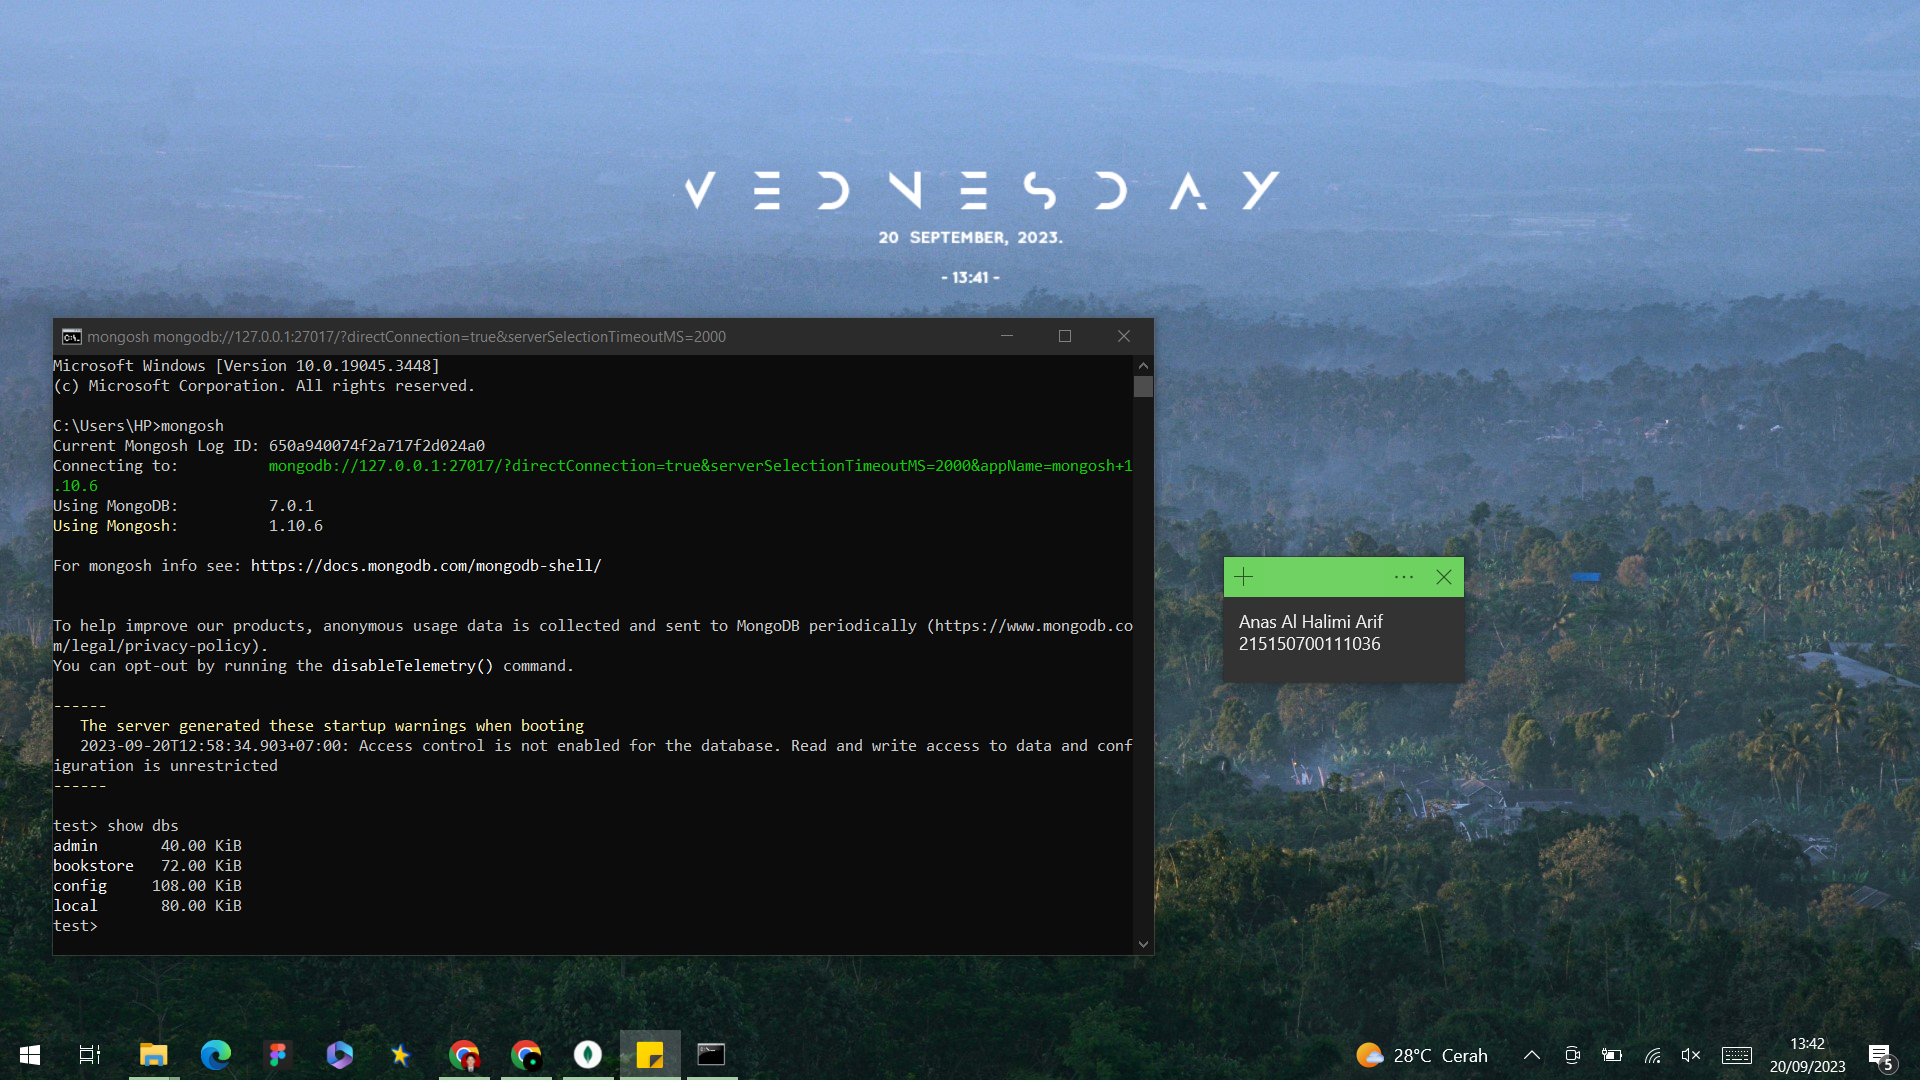 VEDNESDAY
20 SEPTEMBER, 2023.
- 13:41 -
mongosh mongodb://127.0.0.1:27017/?directConnection=true&serverSelectionTimeoutMS=2000
Microsoft Windows [Version 10.0.19045.3448]
(c) Microsoft Corporation. All rights reserved.
C:\Users\HP>mongosh
Current Mongosh Log ID: 650a940074f2a717f2d024a0
Connecting to:          mongodb://127.0.0.1:27017/?directConnection=true&serverSelectionTimeoutMS=2000&appName=mongosh+1
.10.6
Using MongoDB:          7.0.1
Using Mongosh:          1.10.6
For mongosh info see: https://docs.mongodb.com/mongodb-shell/
To help improve our products, anonymous usage data is collected and sent to MongoDB periodically (https://www.mongodb.co
m/legal/privacy-policy).
You can opt-out by running the disableTelemetry() command.
------
   The server generated these startup warnings when booting
   2023-09-20T12:58:34.903+07:00: Access control is not enabled for the database. Read and write access to data and conf
iguration is unrestricted
------
test> show dbs
admin       40.00 KiB
bookstore   72.00 KiB
config     108.00 KiB
local       80.00 KiB
test>
Anas Al Halimi Arif
215150700111036
28°C Cerah
13:42
20/09/2023
5